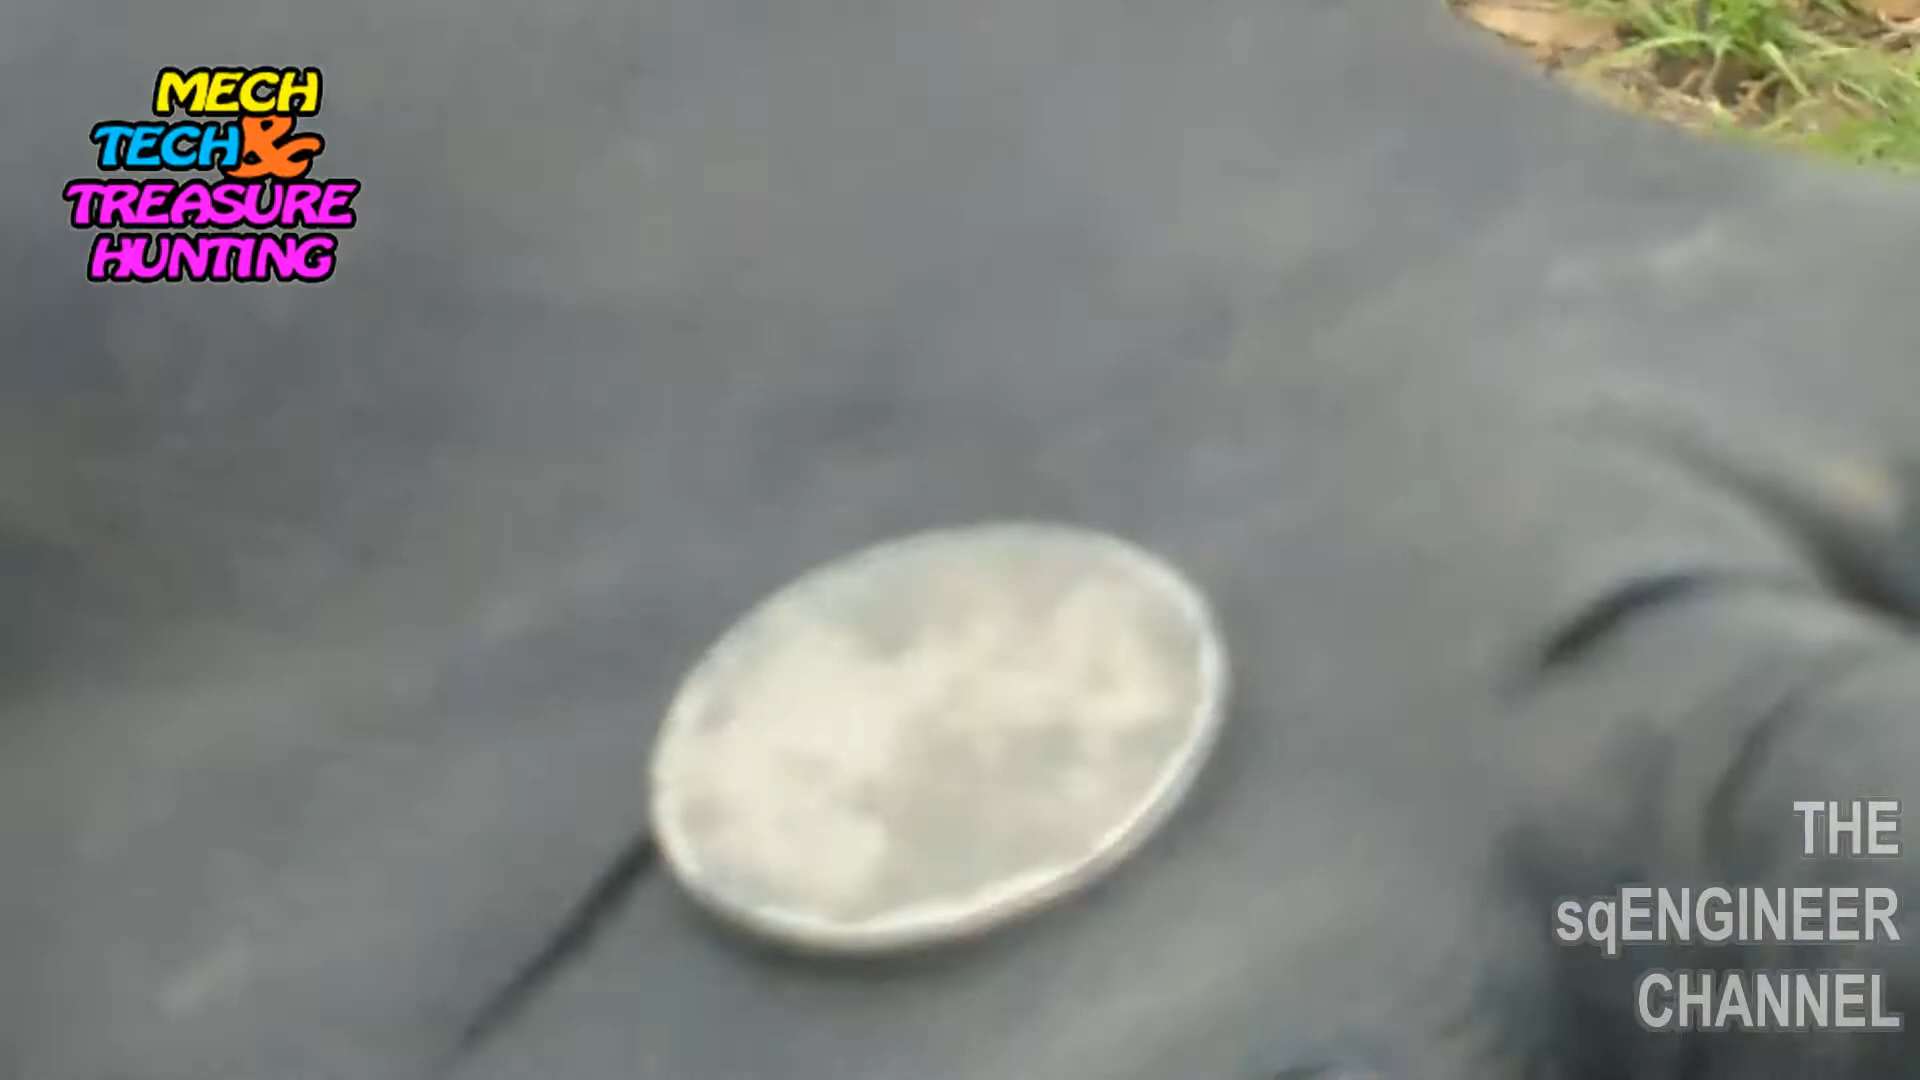 MECH
TECH&
TREASURE
HUNTING
THE
sqENGINEER
CHANNEL